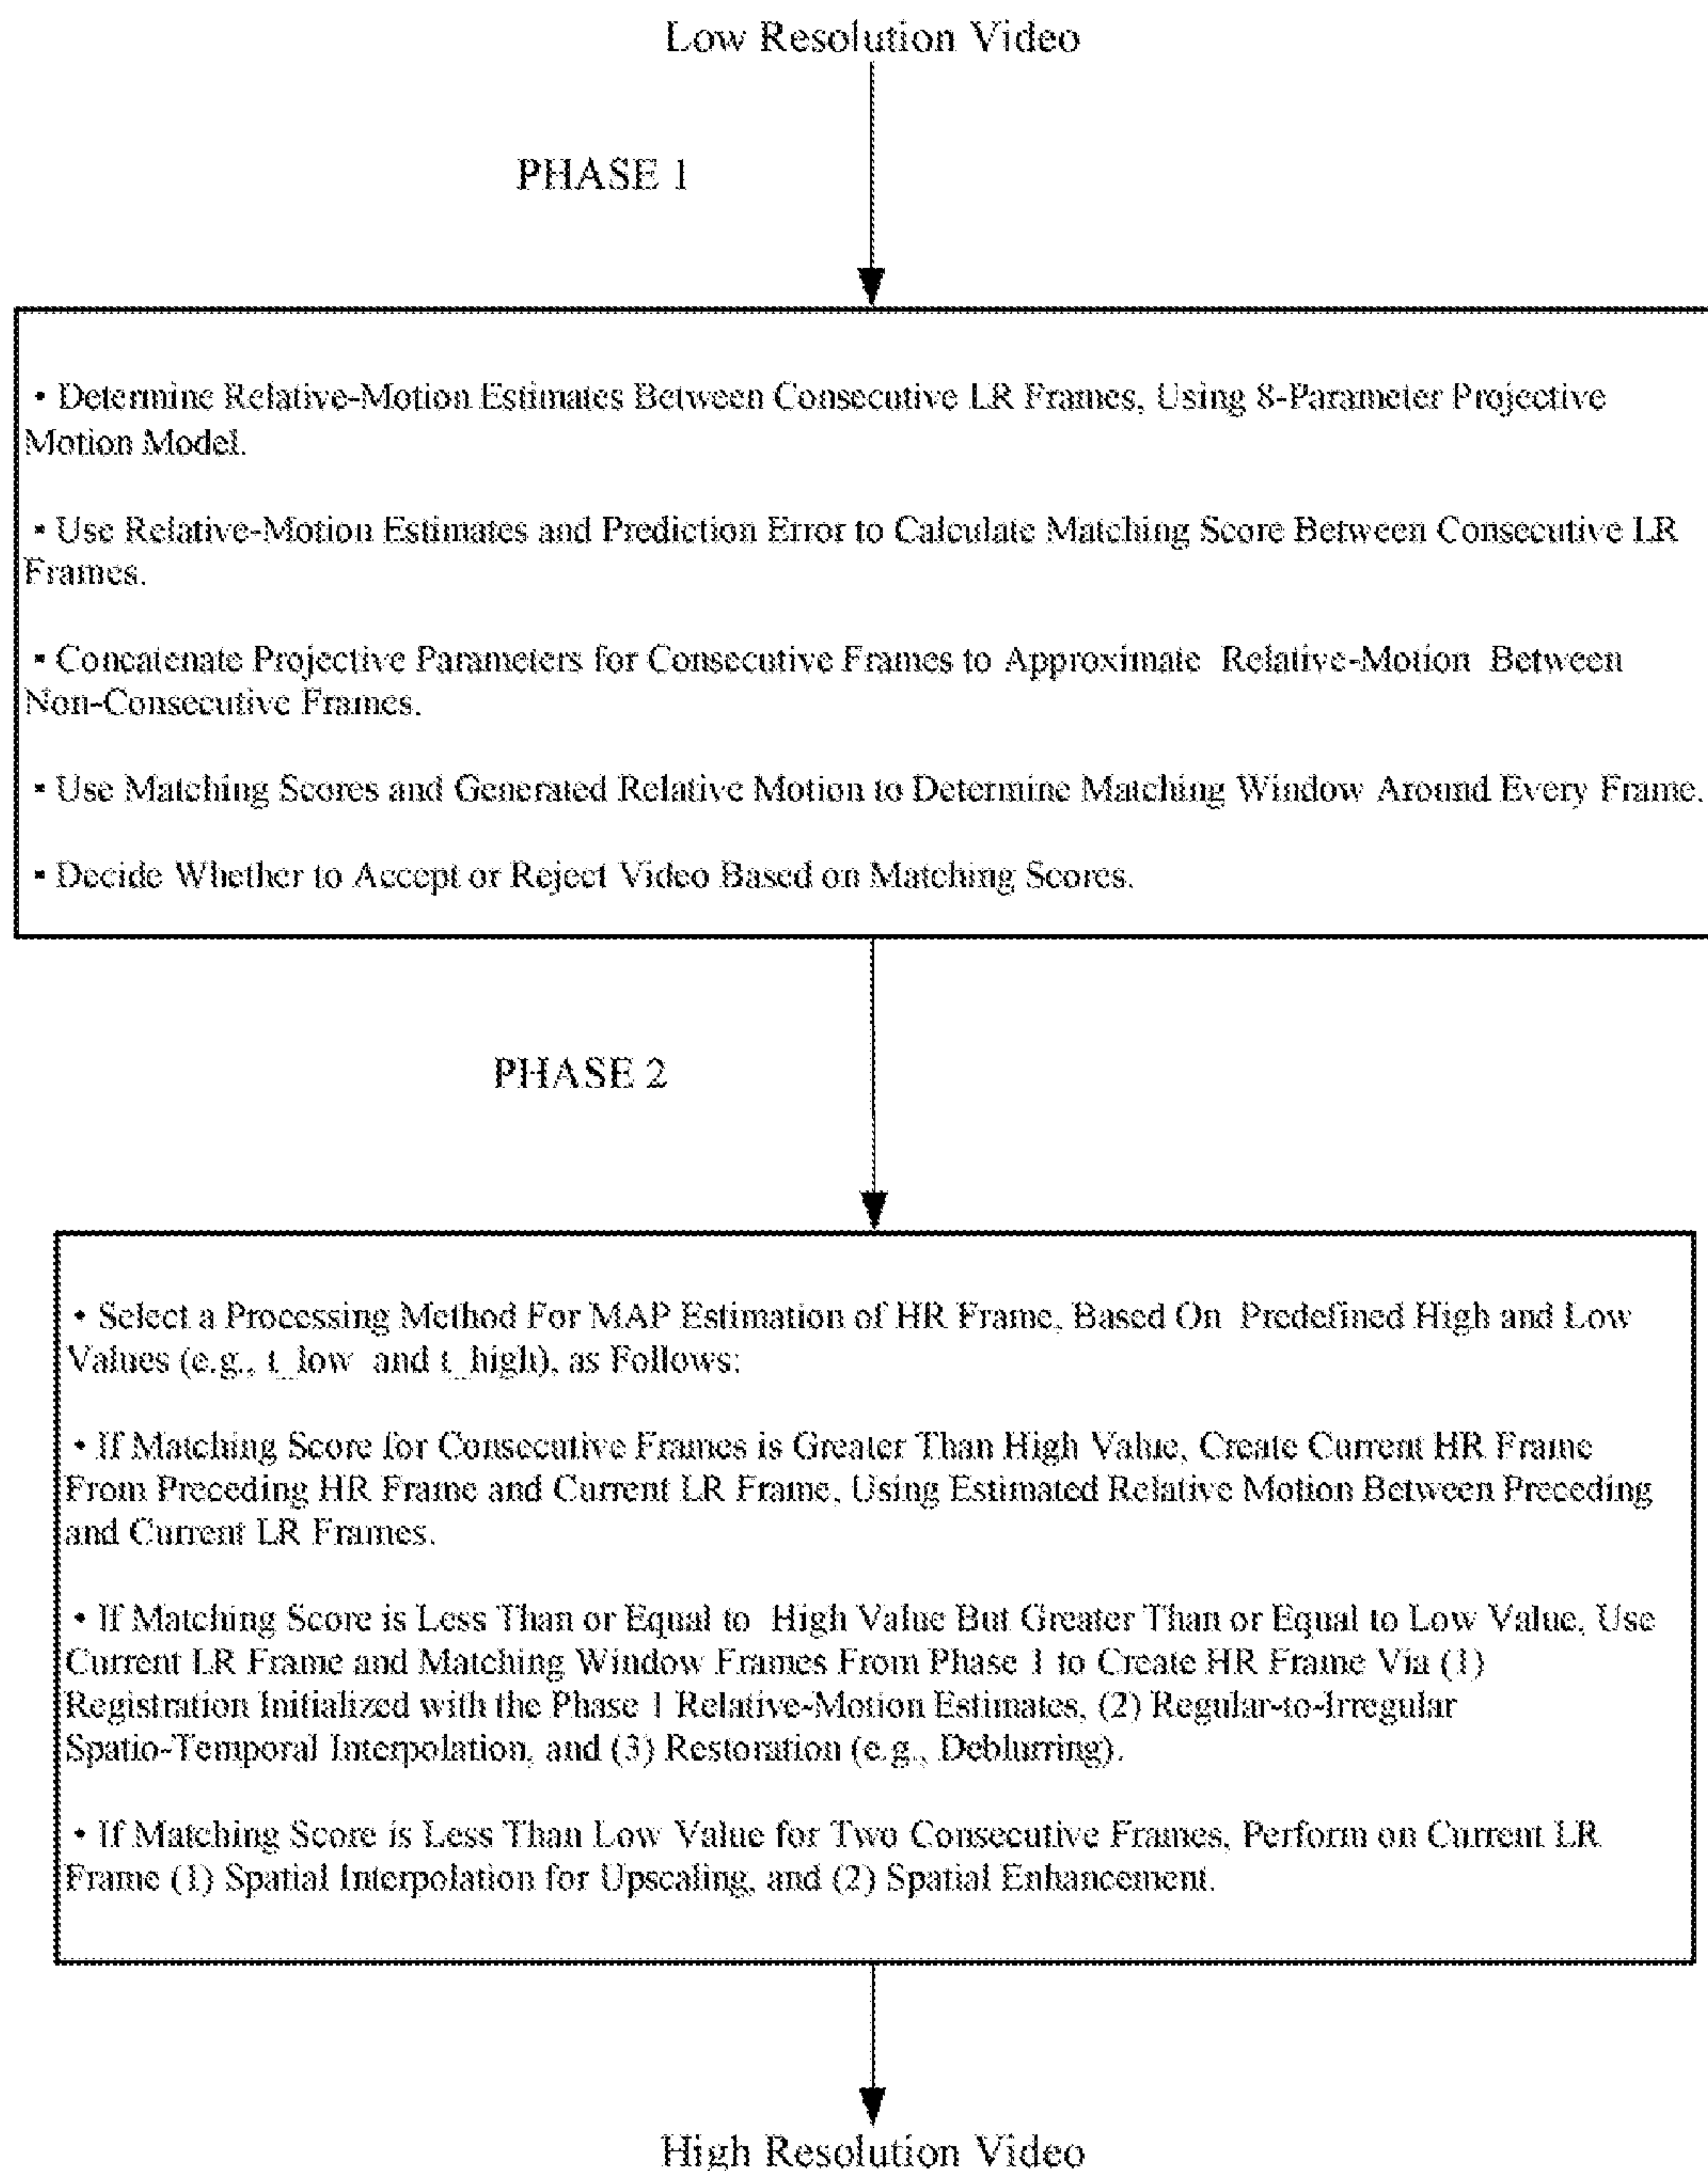 Low Resolution Video
PHASE 1
• Determine Relative-Motion Estimates Between Consecutive LR Frames, Using 8-Parameter Projective
Motion Model.
• Use Relative-Motion Estimates and Prediction Error to Calculate Matching Score Between Consecutive LR
Frames.
• Concatenate Projective Parameters for Consecutive Frames to Approximate Relative-Motion Between
Non-Consecutive Frames.
• Use Matching Scores and Generated Relative Motion to Determine Matching Window Around Every Frame.
• Decide Whether to Accept or Reject Video Based on Matching Scores.
PHASE 2
• Select a Processing Method For MAP Estimation of HR Frame, Based On Predefined High and Low
Values (e.g., t_low and t_high), as Follows:
• If Matching Score for Consecutive Frames is Greater Than High Value, Create Current HR Frame
From Preceding HR Frame and Current LR Frame, Using Estimated Relative Motion Between Preceding
and Current LR Frames.
• If Matching Score is Less Than or Equal to High Value But Greater Than or Equal to Low Value, Use
Current LR Frame and Matching Window Frames From Phase 1 to Create HR Frame Via (1)
Registration Initialized with the Phase 1 Relative-Motion Estimates, (2) Regular-to-Irregular
Spatio-Temporal Interpolation, and (3) Restoration (e.g., Deblurring).
• If Matching Score is Less Than Low Value for Two Consecutive Frames, Perform on Current LR
Frame (1) Spatial Interpolation for Upscaling, and (2) Spatial Enhancement.
High Resolution Video